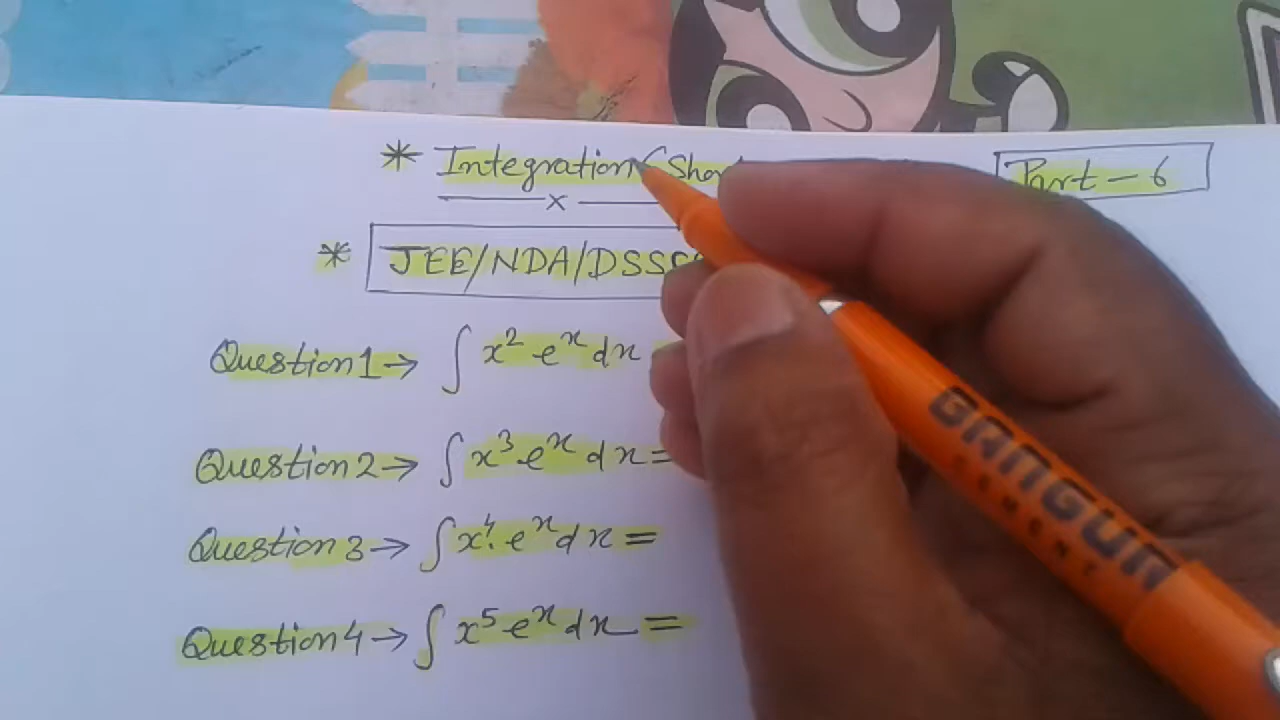 * Integration (Shor
Part - 6
* JEE/NDA/DSSS
Question 1 → ∫ x² eˣ dx
Question 2 → ∫ x³ eˣ dx =
Question 3 → ∫ x⁴. eˣ dx =
Question 4 → ∫ x⁵ eˣ dx =